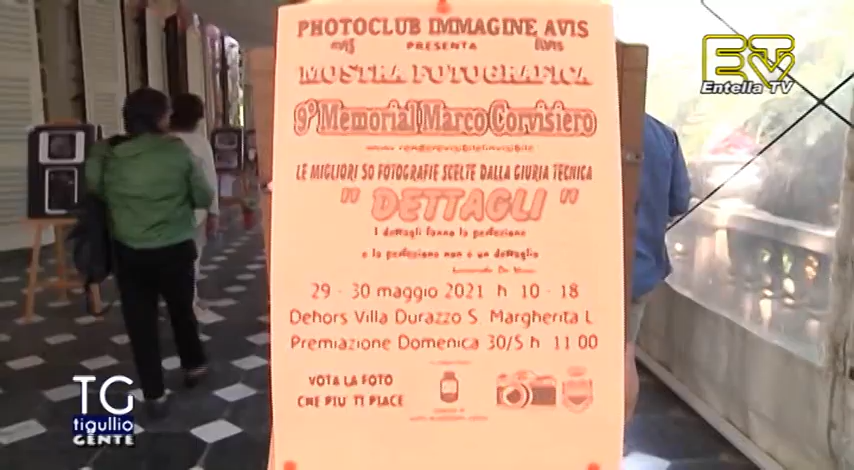 PHOTOCLUB IMMAGINE AVIS
PRESENTA
MOSTRA FOTOGRAFICA
9° Memorial Marco Corvisiero
LE MIGLIORI 50 FOTOGRAFIE SCELTE DALLA GIURIA TECNICA
" DETTAGLI "
I dettagli fanno la perfezione
e la perfezione non è un dettaglio
29 - 30 maggio 2021 h 10 - 18
Dehors Villa Durazzo S. Margherita L.
Premiazione Domenica 30/5 h 11:00
VOTA LA FOTO
CHE PIU' TI PIACE
ETV
Entella TV
TG
tigullio
GENTE